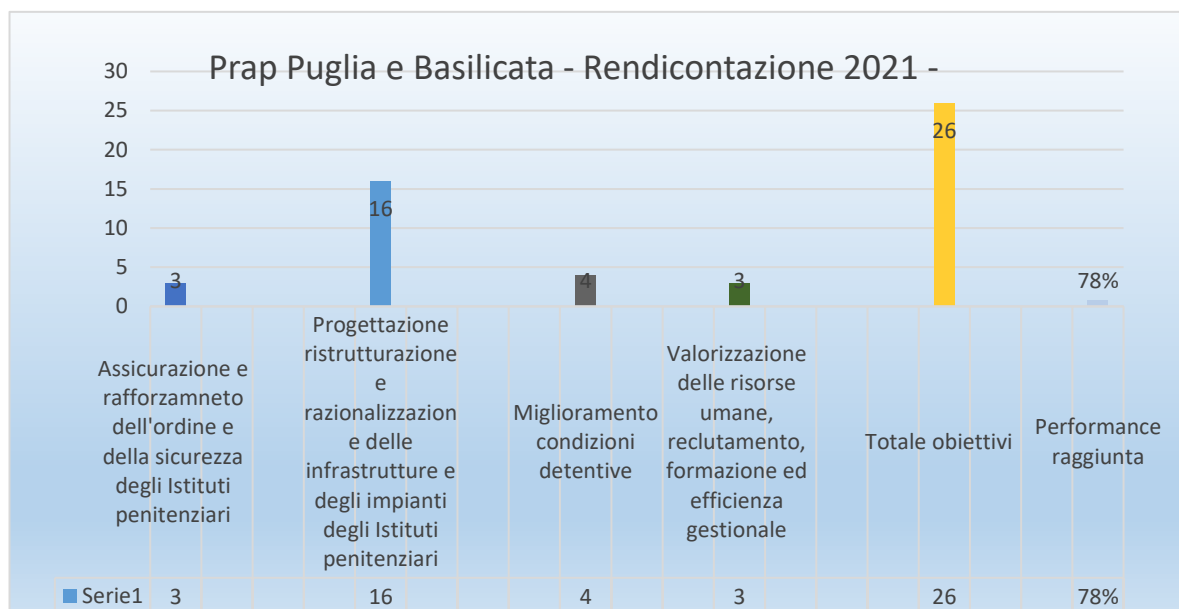 Prap Puglia e Basilicata - Rendicontazione 2021 -
30
25
20
15
10
5
0
3
16
4
3
26
78%
Assicurazione e
rafforzamneto
dell'ordine e
della sicurezza
degli Istituti
penitenziari
Progettazione
ristrutturazione
e
razionalizzazion
e delle
infrastrutture e
degli impianti
degli Istituti
penitenziari
Miglioramento
condizioni
detentive
Valorizzazione
delle risorse
umane,
reclutamento,
formazione ed
efficienza
gestionale
Totale obiettivi
Performance
raggiunta
Serie1 3 16 4 3 26 78%